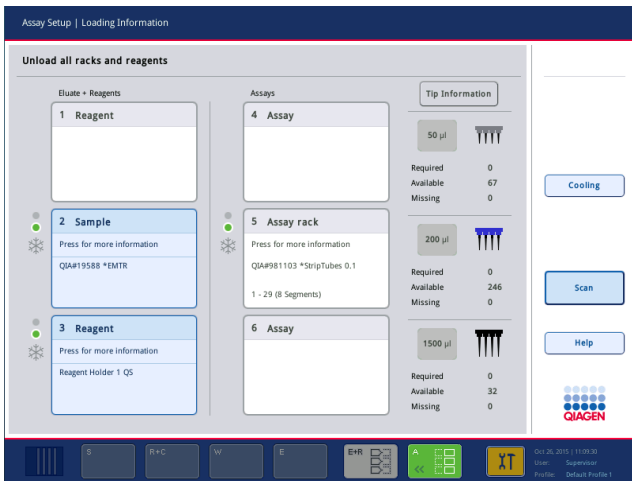 Assay Setup | Loading Information
Unload all racks and reagents
Eluate + Reagents
1 Reagent
2 Sample
Press for more information
QIA#19588 *EMTR
3 Reagent
Press for more information
Reagent Holder 1 QS
Assays
4 Assay
5 Assay rack
Press for more information
QIA#981103 *StripTubes 0.1
1 - 29 (8 Segments)
6 Assay
Tip Information
50 µl
Required 0
Available 67
Missing 0
200 µl
Required 0
Available 246
Missing 0
1500 µl
Required 0
Available 32
Missing 0
Cooling
Scan
Help
QIAGEN
S
R+C
W
E
E+R
A
Oct 26, 2015 | 11:09:30
User: Supervisor
Profile: Default Profile 1